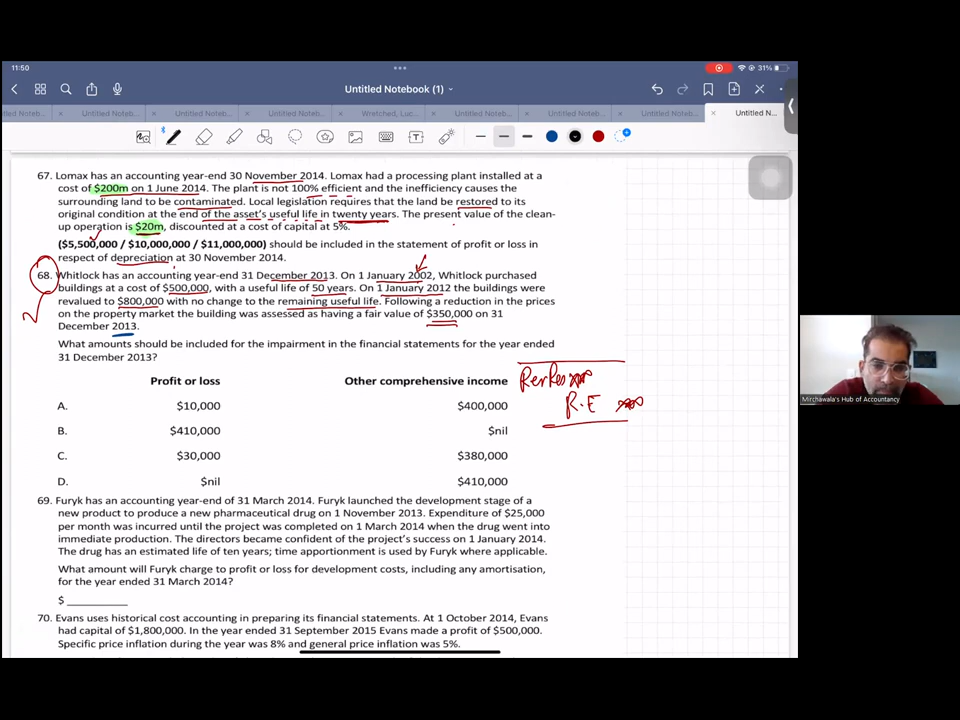 11:50
31%
Untitled Notebook (1)
Untitled Noteb...
Untitled Noteb...
Untitled Noteb...
Wretched, Luc...
Untitled Noteb...
Untitled Noteb...
Untitled N...
67. Lomax has an accounting year-end 30 November 2014. Lomax had a processing plant installed at a
cost of $200m on 1 June 2014. The plant is not 100% efficient and the inefficiency causes the
surrounding land to be contaminated. Local legislation requires that the land be restored to its
original condition at the end of the asset's useful life in twenty years. The present value of the clean-
up operation is $20m, discounted at a cost of capital at 5%.
($5,500,000 / $10,000,000 / $11,000,000) should be included in the statement of profit or loss in
respect of depreciation at 30 November 2014.
68. Whitlock has an accounting year-end 31 December 2013. On 1 January 2002, Whitlock purchased
buildings at a cost of $500,000, with a useful life of 50 years. On 1 January 2012 the buildings were
revalued to $800,000 with no change to the remaining useful life. Following a reduction in the prices
on the property market the building was assessed as having a fair value of $350,000 on 31
December 2013.
What amounts should be included for the impairment in the financial statements for the year ended
31 December 2013?
Profit or loss Other comprehensive income
A. $10,000 $400,000
B. $410,000 $nil
C. $30,000 $380,000
D. $nil $410,000
RevRes xxx
R.E xxx
69. Furyk has an accounting year-end of 31 March 2014. Furyk launched the development stage of a
new product to produce a new pharmaceutical drug on 1 November 2013. Expenditure of $25,000
per month was incurred until the project was completed on 1 March 2014 when the drug went into
immediate production. The directors became confident of the project's success on 1 January 2014.
The drug has an estimated life of ten years; time apportionment is used by Furyk where applicable.
What amount will Furyk charge to profit or loss for development costs, including any amortisation,
for the year ended 31 March 2014?
$ __________
70. Evans uses historical cost accounting in preparing its financial statements. At 1 October 2014, Evans
had capital of $1,800,000. In the year ended 31 September 2015 Evans made a profit of $500,000.
Specific price inflation during the year was 8% and general price inflation was 5%.
Mirchawala's Hub of Accountancy